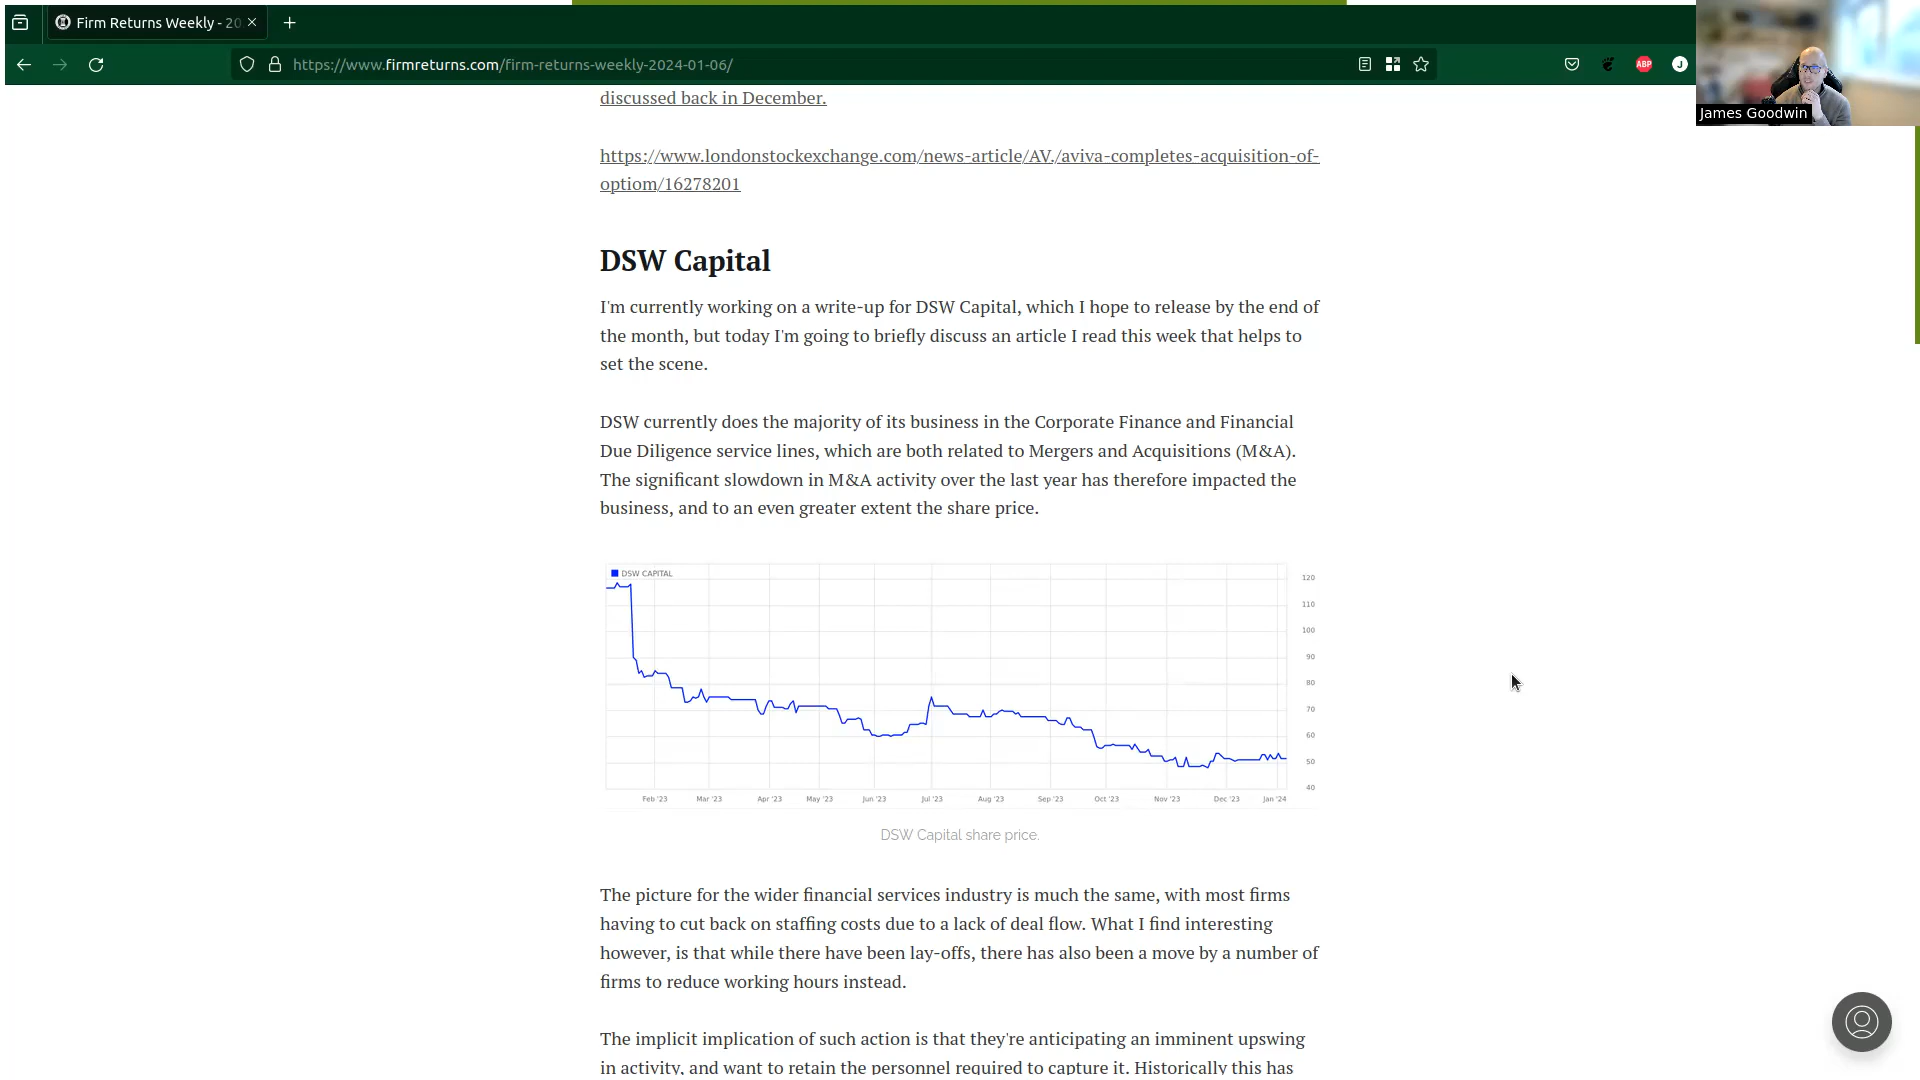 Firm Returns Weekly - 20
https://www.firmreturns.com/firm-returns-weekly-2024-01-06/
ABP
J
James Goodwin
discussed back in December.
https://www.londonstockexchange.com/news-article/AV./aviva-completes-acquisition-of-
optiom/16278201
DSW Capital
I'm currently working on a write-up for DSW Capital, which I hope to release by the end of
the month, but today I'm going to briefly discuss an article I read this week that helps to
set the scene.
DSW currently does the majority of its business in the Corporate Finance and Financial
Due Diligence service lines, which are both related to Mergers and Acquisitions (M&A).
The significant slowdown in M&A activity over the last year has therefore impacted the
business, and to an even greater extent the share price.
DSW CAPITAL
120
110
100
90
80
70
60
50
40
Feb '23 Mar '23 Apr '23 May '23 Jun '23 Jul '23 Aug '23 Sep '23 Oct '23 Nov '23 Dec '23 Jan '24
DSW Capital share price.
The picture for the wider financial services industry is much the same, with most firms
having to cut back on staffing costs due to a lack of deal flow. What I find interesting
however, is that while there have been lay-offs, there has also been a move by a number of
firms to reduce working hours instead.
The implicit implication of such action is that they're anticipating an imminent upswing
in activity, and want to retain the personnel required to capture it. Historically this has